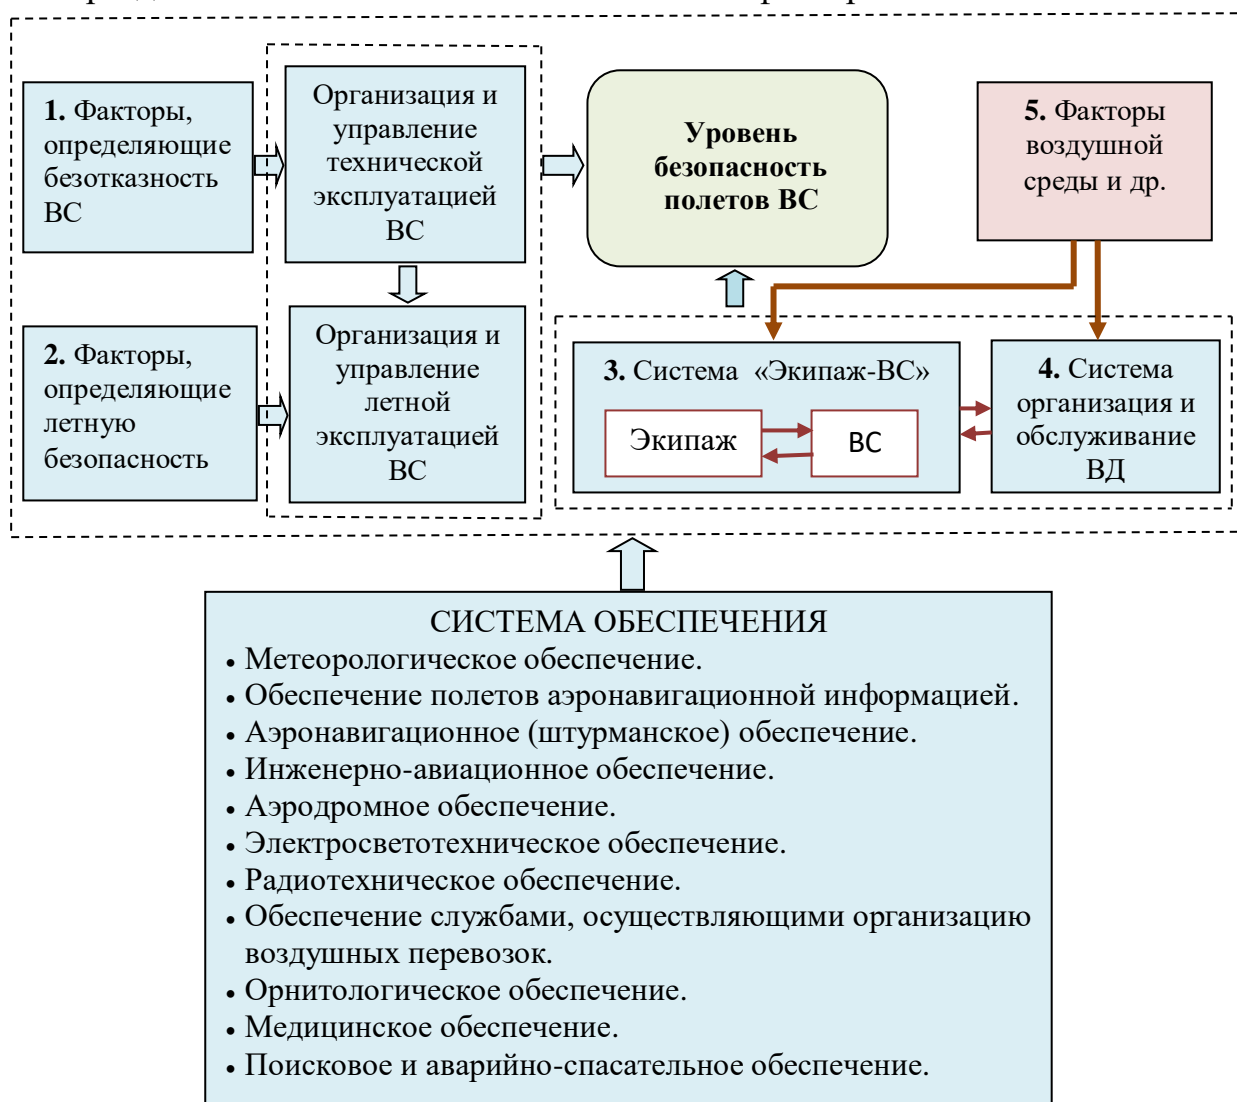 1. Факторы,
определяющие
безотказность
ВС
Организация и
управление
технической
эксплуатацией
ВС
Уровень
безопасность
полетов ВС
5. Факторы
воздушной
среды и др.
2. Факторы,
определяющие
летную
безопасность
Организация и
управление
летной
эксплуатацией
ВС
3. Система «Экипаж-ВС»
Экипаж
ВС
4. Система
организация и
обслуживание
ВД
СИСТЕМА ОБЕСПЕЧЕНИЯ
• Метеорологическое обеспечение.
• Обеспечение полетов аэронавигационной информацией.
• Аэронавигационное (штурманское) обеспечение.
• Инженерно-авиационное обеспечение.
• Аэродромное обеспечение.
• Электросветотехническое обеспечение.
• Радиотехническое обеспечение.
• Обеспечение службами, осуществляющими организацию
воздушных перевозок.
• Орнитологическое обеспечение.
• Медицинское обеспечение.
• Поисковое и аварийно-спасательное обеспечение.